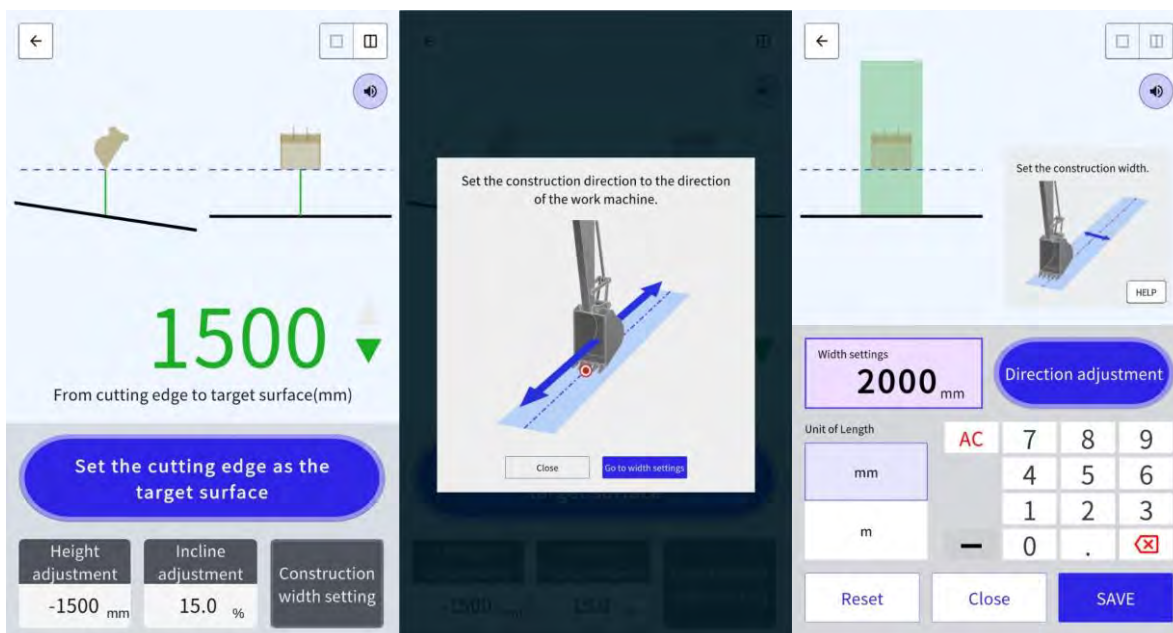 1500
From cutting edge to target surface(mm)
Set the cutting edge as the
target surface
Height
adjustment
-1500 mm
Incline
adjustment
15.0 %
Construction
width setting
Set the construction direction to the direction
of the work machine.
Close
Go to width settings
Set the construction width.
HELP
Width settings
2000 mm
Direction adjustment
Unit of Length
mm
m
AC 7 8 9
4 5 6
1 2 3
− 0 .
Reset
Close
SAVE